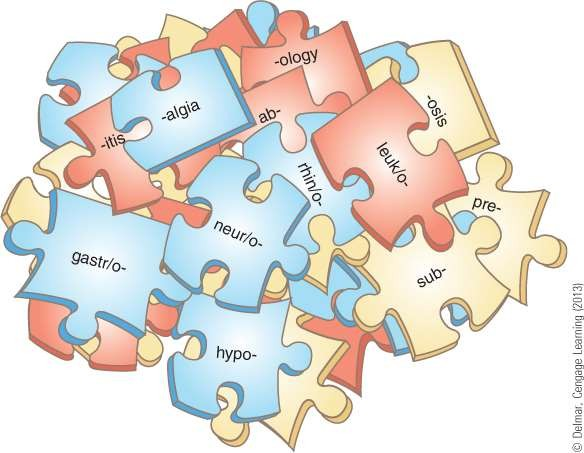 -ology
-algia
ab-
-osis
-itis
leuk/o-
rhin/o-
pre-
neur/o-
gastr/o-
sub-
hypo-
© Delmar, Cengage Learning (2013)